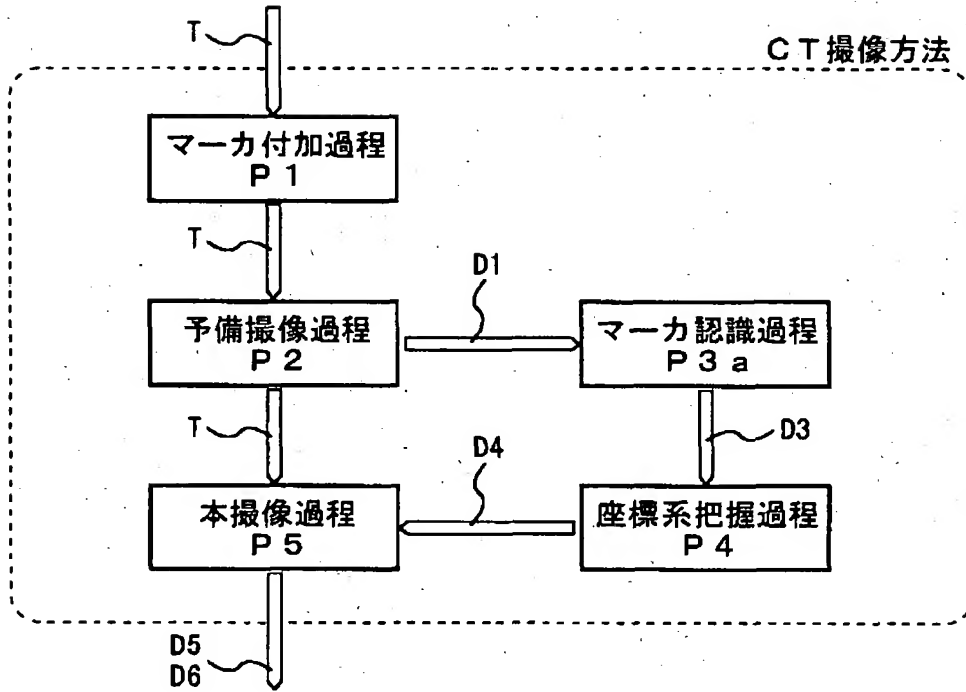 T
CT撮像方法
マーカ付加過程
P1
T
D1
予備撮像過程
P2
マーカ認識過程
P3a
T
D3
D4
本撮像過程
P5
座標系把握過程
P4
D5
D6